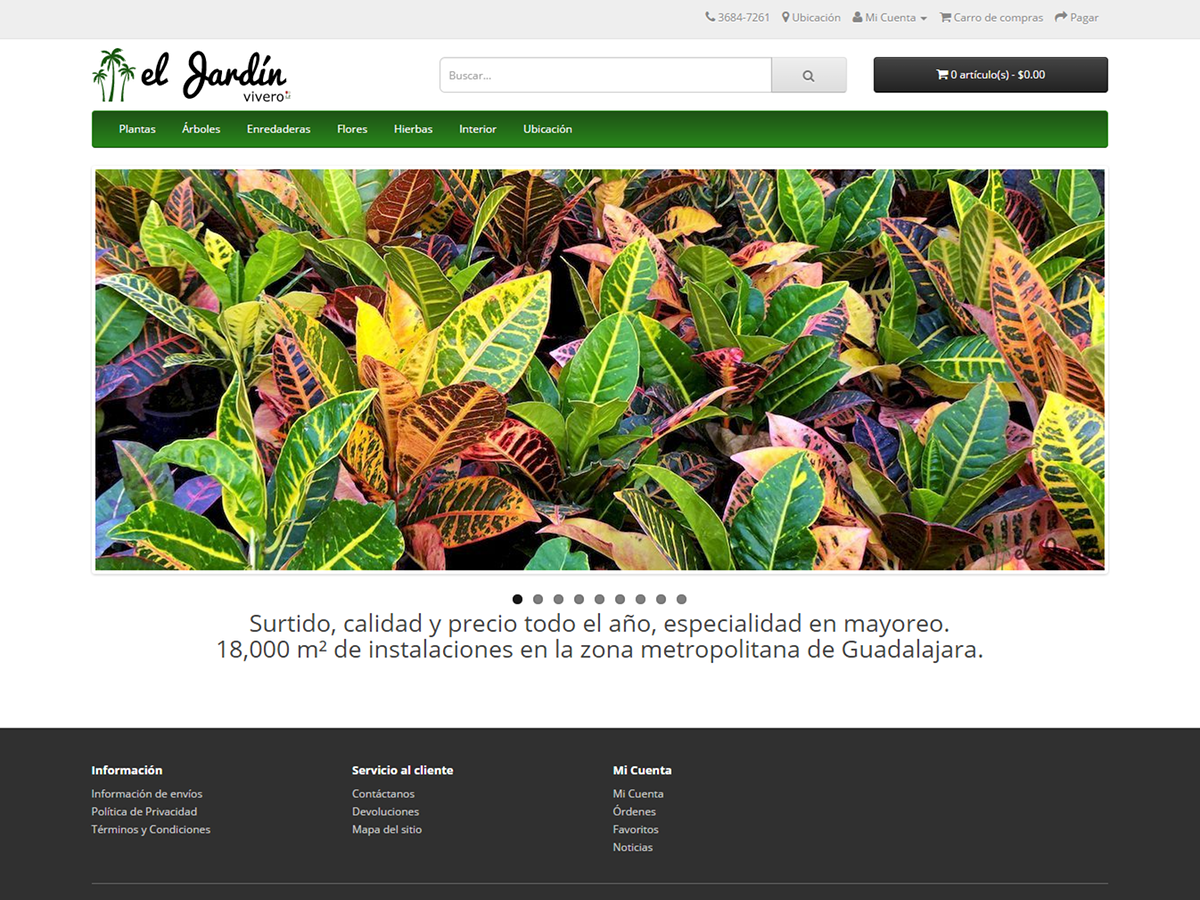 3684-7261 Ubicación Mi Cuenta Carro de compras Pagar
el Jardín
vivero
Buscar...
0 artículo(s) - $0.00
Plantas Árboles Enredaderas Flores Hierbas Interior Ubicación
Surtido, calidad y precio todo el año, especialidad en mayoreo.
18,000 m² de instalaciones en la zona metropolitana de Guadalajara.
Información
Información de envíos
Política de Privacidad
Términos y Condiciones
Servicio al cliente
Contáctanos
Devoluciones
Mapa del sitio
Mi Cuenta
Mi Cuenta
Órdenes
Favoritos
Noticias